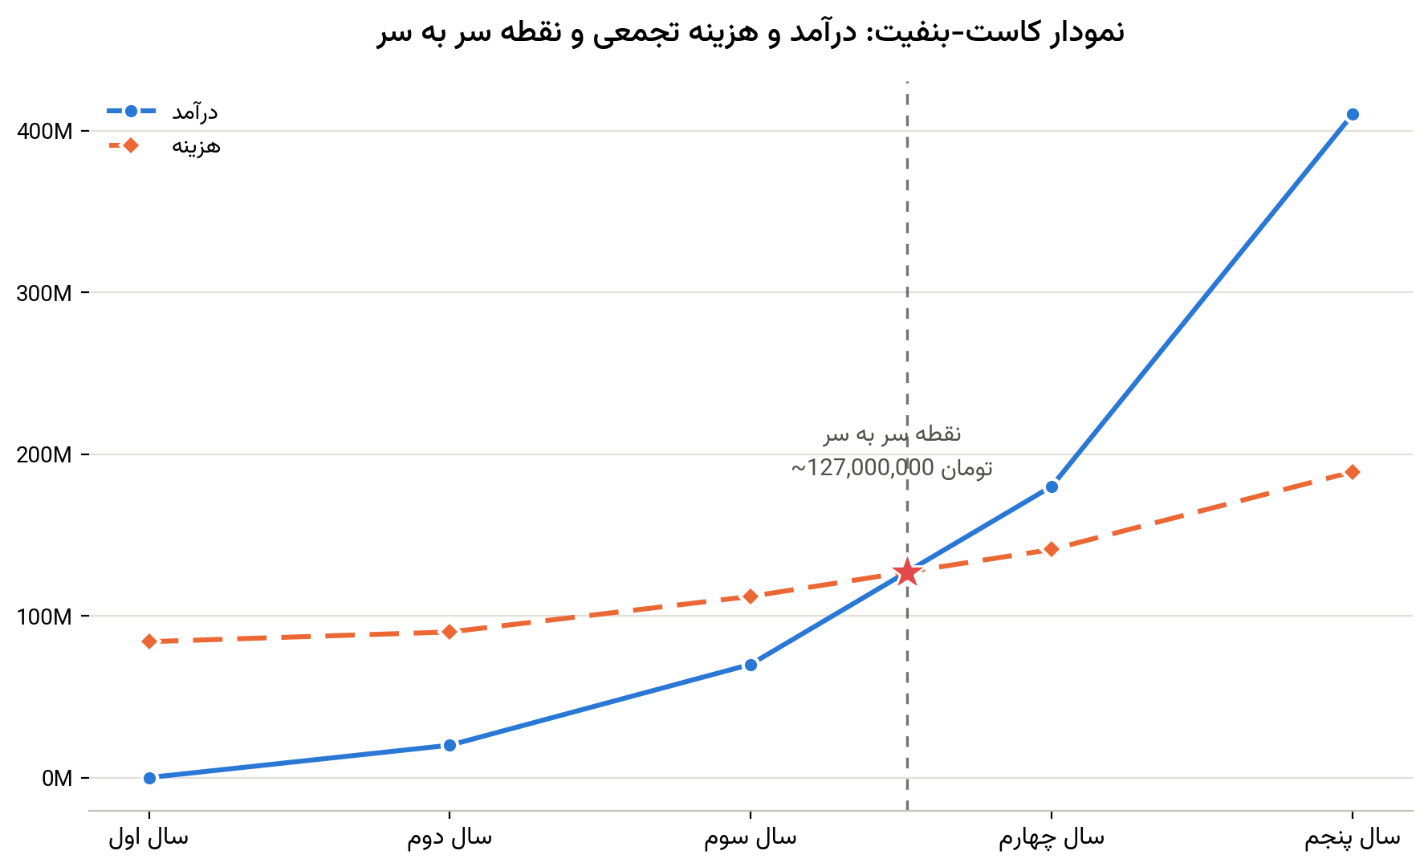 نمودار کاست-بنفیت: درآمد و هزینه تجمعی و نقطه سر به سر
درآمد
هزینه
400M
300M
200M
100M
0M
نقطه سر به سر
~127,000,000 تومان
سال اول
سال دوم
سال سوم
سال چهارم
سال پنجم